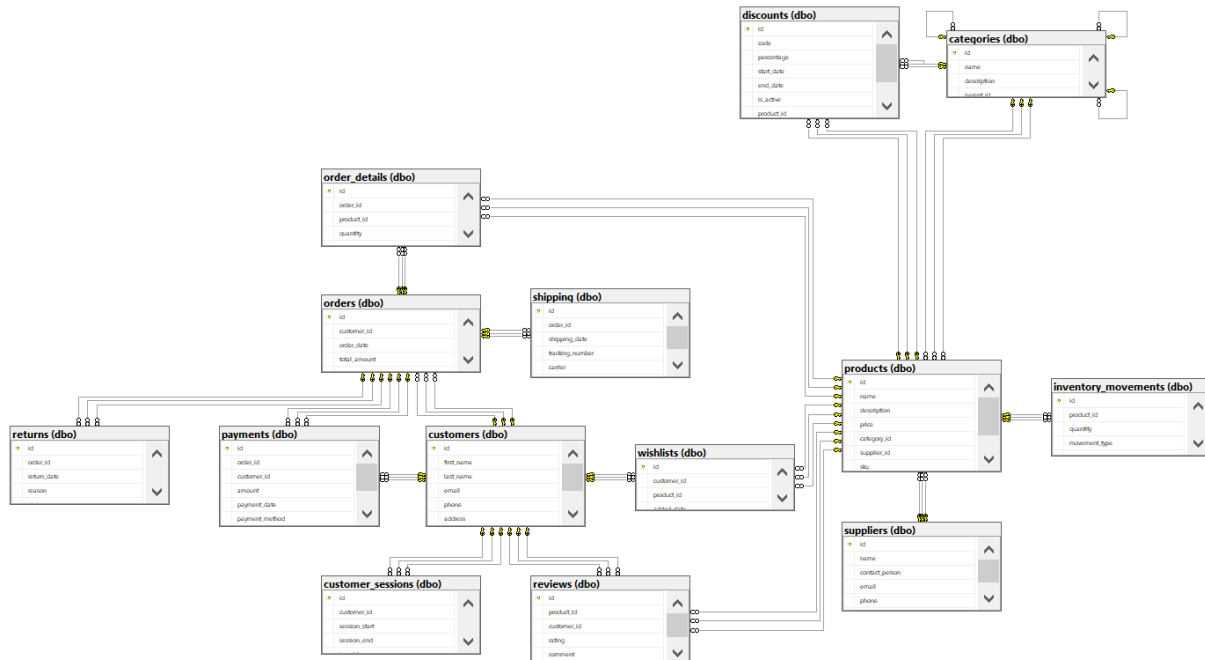 discounts (dbo)
id
code
percentage
start_date
end_date
is_active
product_id
categories (dbo)
id
name
description
parent_id
order_details (dbo)
id
order_id
product_id
quantity
orders (dbo)
id
customer_id
order_date
total_amount
shipping (dbo)
id
order_id
shipping_date
tracking_number
carrier
products (dbo)
id
name
description
price
category_id
supplier_id
sku
inventory_movements (dbo)
id
product_id
quantity
movement_type
returns (dbo)
id
order_id
return_date
reason
payments (dbo)
id
order_id
customer_id
amount
payment_date
payment_method
customers (dbo)
id
first_name
last_name
email
phone
address
wishlists (dbo)
id
customer_id
product_id
added_date
suppliers (dbo)
id
name
contact_person
email
phone
customer_sessions (dbo)
id
customer_id
session_start
session_end
reviews (dbo)
id
product_id
customer_id
rating
comment